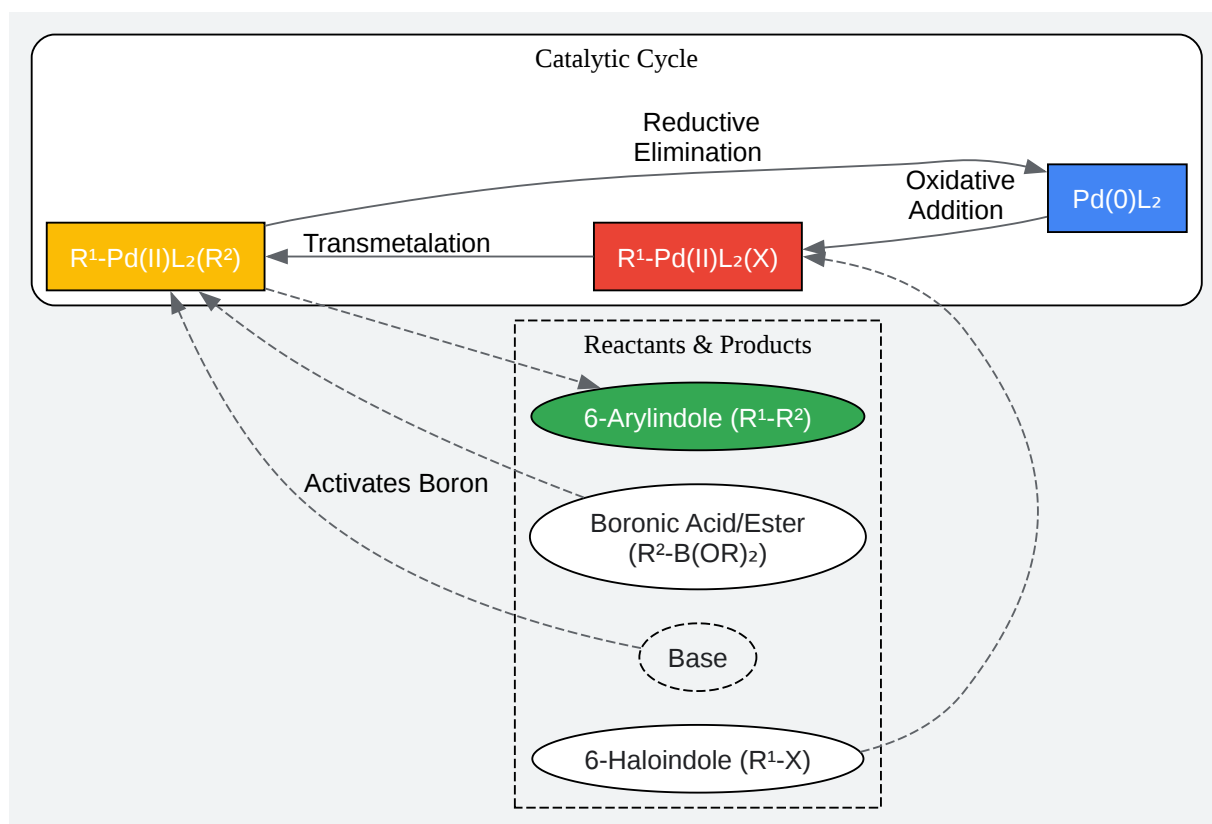 Catalytic Cycle
Reductive
Elimination
Oxidative
Addition
Pd(0)L₂
Transmetalation
R¹-Pd(II)L₂(R²)
R¹-Pd(II)L₂(X)
Reactants & Products
6-Arylindole (R¹-R²)
Activates Boron
Boronic Acid/Ester
(R²-B(OR)₂)
Base
6-Haloindole (R¹-X)